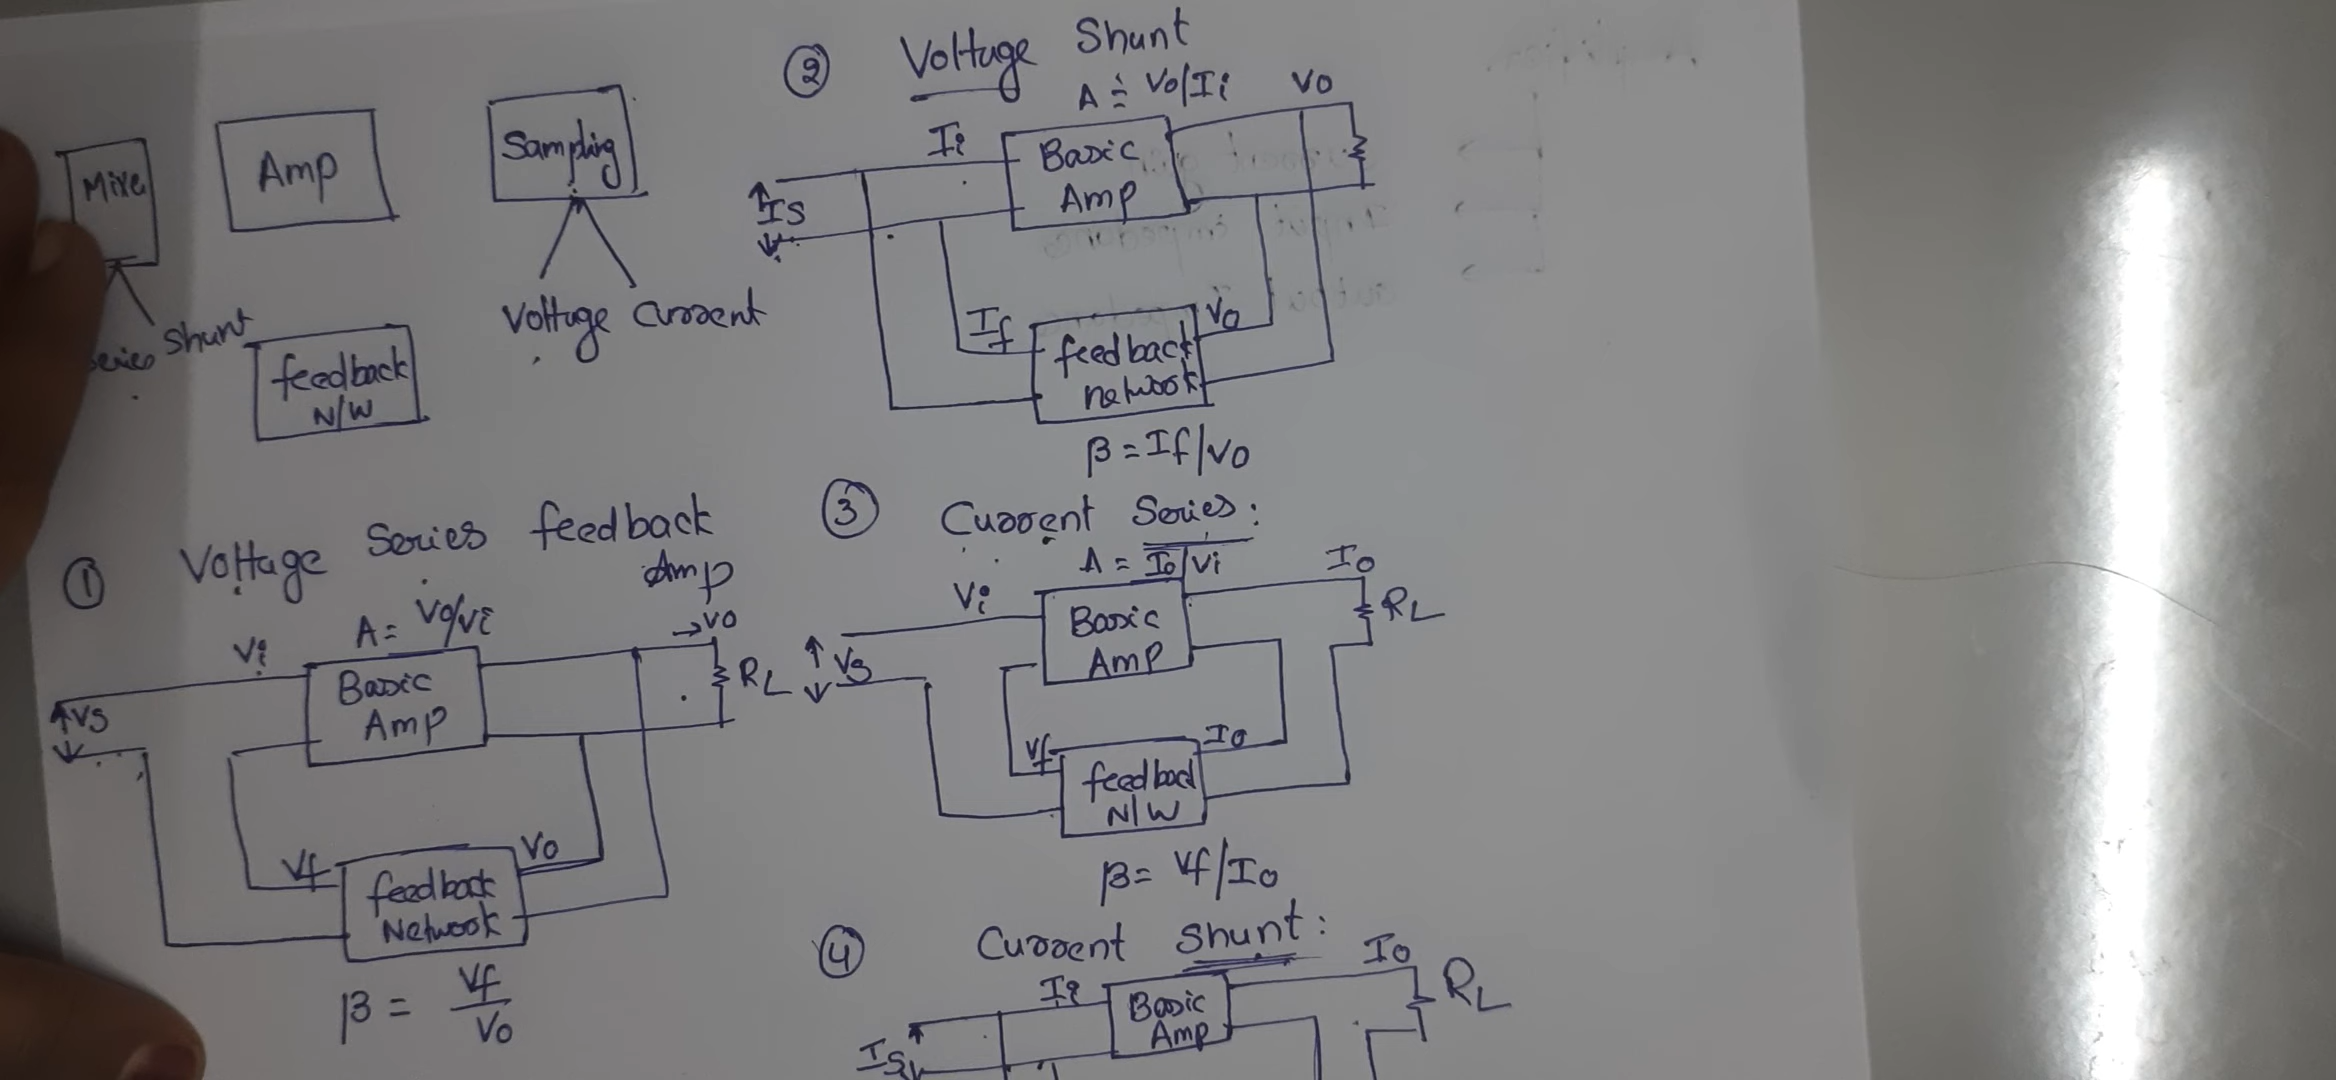 Mixe
Amp
Sampling
Shunt
Voltage Current
feedback
N/W
② Voltage Shunt
A = Vo/Ii
Vo
Ii
Basic
Amp
Is
If
Vo
feedback
network
β = If/Vo
① Voltage Series feedback
Amp
A = Vo/Vi
Vi
→Vo
Basic
Amp
RL
Vs
Vf
Vo
feedback
Network
β = Vf/Vo
③ Current Series:
A = Io/Vi
Io
Vi
RL
Basic
Amp
Vs
Vf
Io
feedback
N/W
β = Vf/Io
④ Current Shunt:
Io
Ii
RL
Basic
Amp
Is